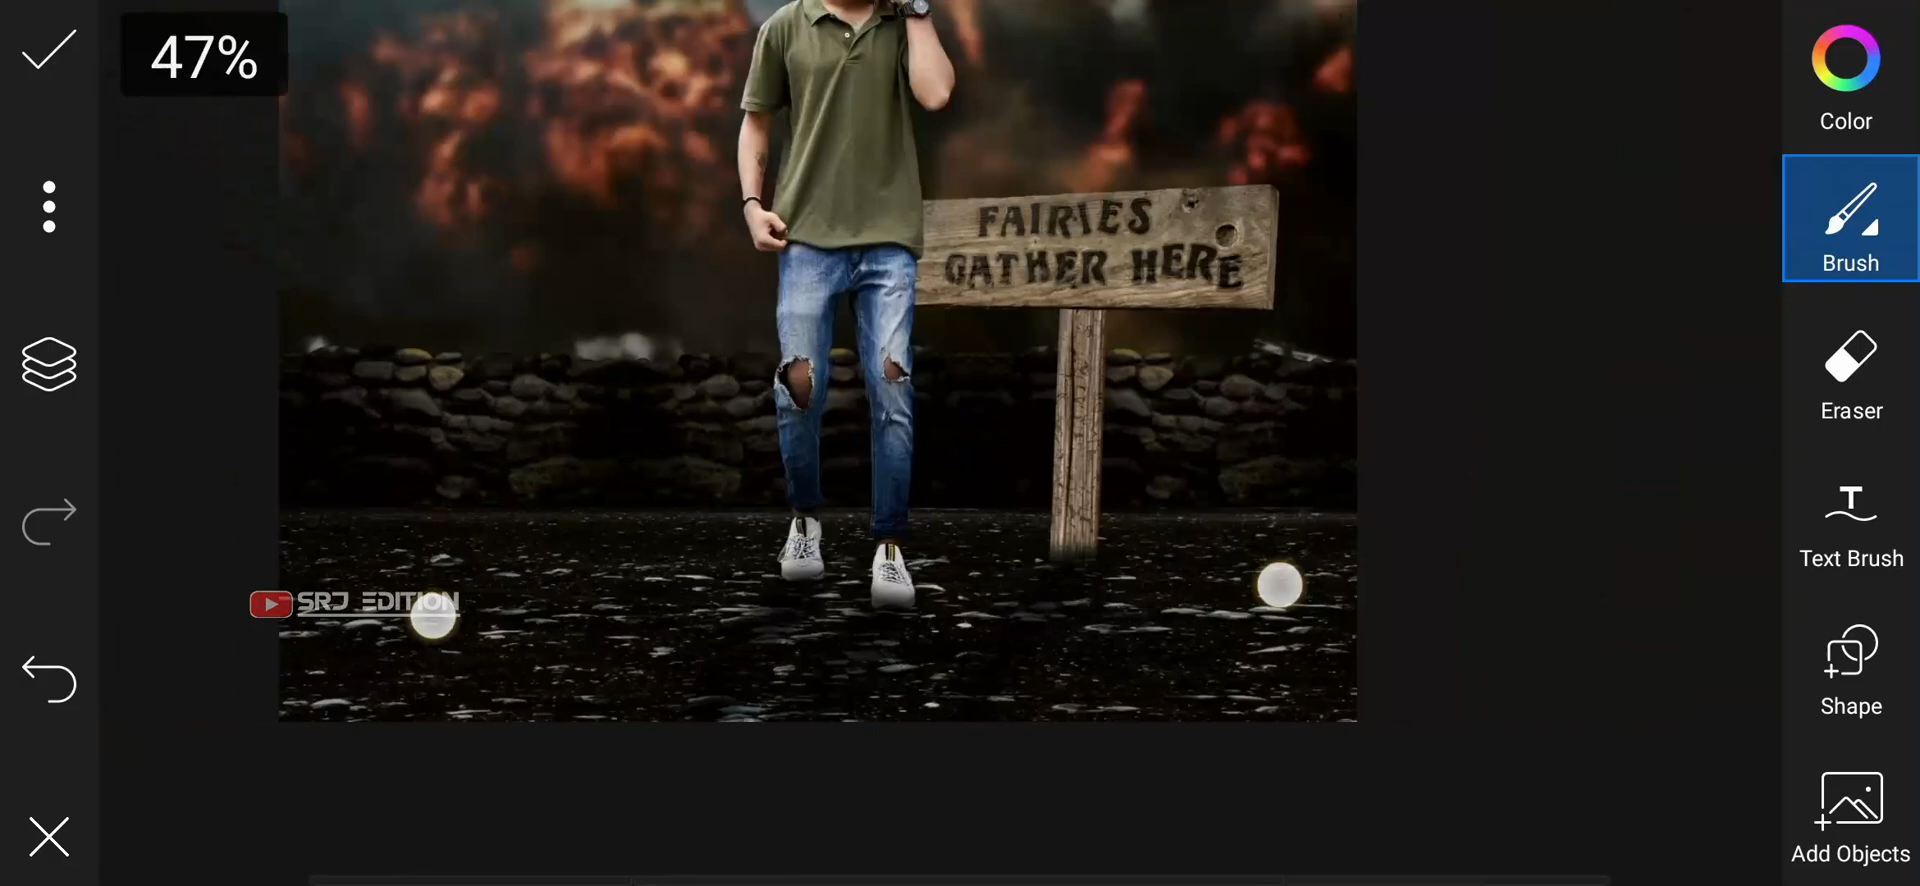 47%
Color
FAIRIES
GATHER HERE
Brush
Eraser
T
Text Brush
SRJ EDITION
Shape
Add Objects